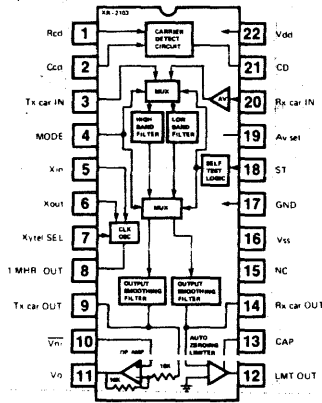 XR-2103
Rcd 1
CARRIER DETECT CIRCUIT
22 Vdd
Ccd 2
21 CD
Tx car IN 3
MUX
AV
20 Rx car IN
MODE 4
HIGH BAND FILTER
LOW BAND FILTER
19 Av set
Xin 5
SELF TEST LOGIC
18 ST
Xout 6
MUX
17 GND
Xytel SEL 7
CLK OSC
16 Vss
1 MHR OUT 8
15 NC
Tx car OUT 9
OUTPUT SMOOTHING FILTER
OUTPUT SMOOTHING FILTER
14 Rx car OUT
10
OP AMP
10K
AUTO ZEROING LIMITER
13 CAP
Vo 11
10K
12 LMT OUT